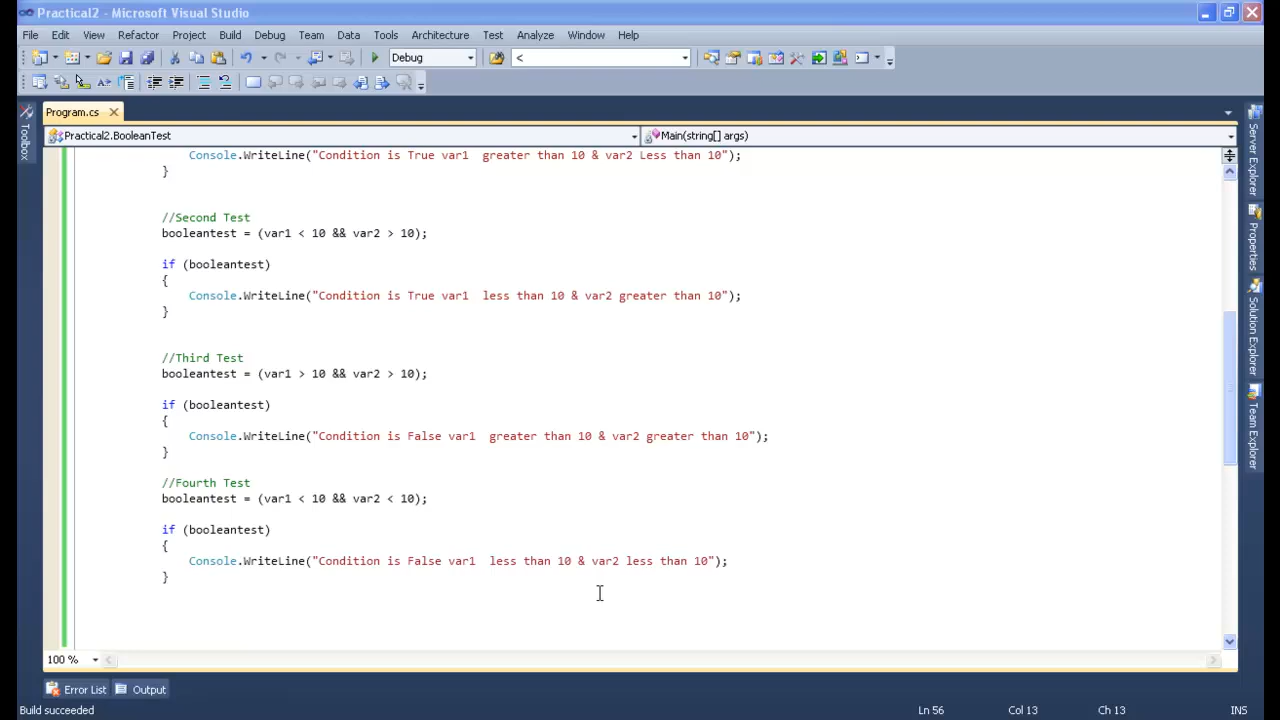 Practical2 - Microsoft Visual Studio
File Edit View Refactor Project Build Debug Team Data Tools Architecture Test Analyze Window Help
Debug <
Program.cs
Practical2.BooleanTest Main(string[] args)
Console.WriteLine("Condition is True var1  greater than 10 & var2 Less than 10");
}
//Second Test
booleantest = (var1 < 10 && var2 > 10);
if (booleantest)
{
Console.WriteLine("Condition is True var1  less than 10 & var2 greater than 10");
}
//Third Test
booleantest = (var1 > 10 && var2 > 10);
if (booleantest)
{
Console.WriteLine("Condition is False var1  greater than 10 & var2 greater than 10");
}
//Fourth Test
booleantest = (var1 < 10 && var2 < 10);
if (booleantest)
{
Console.WriteLine("Condition is False var1  less than 10 & var2 less than 10");
}
100 %
Toolbox
Server Explorer
Properties
Solution Explorer
Team Explorer
Error List Output
Build succeeded Ln 56 Col 13 Ch 13 INS